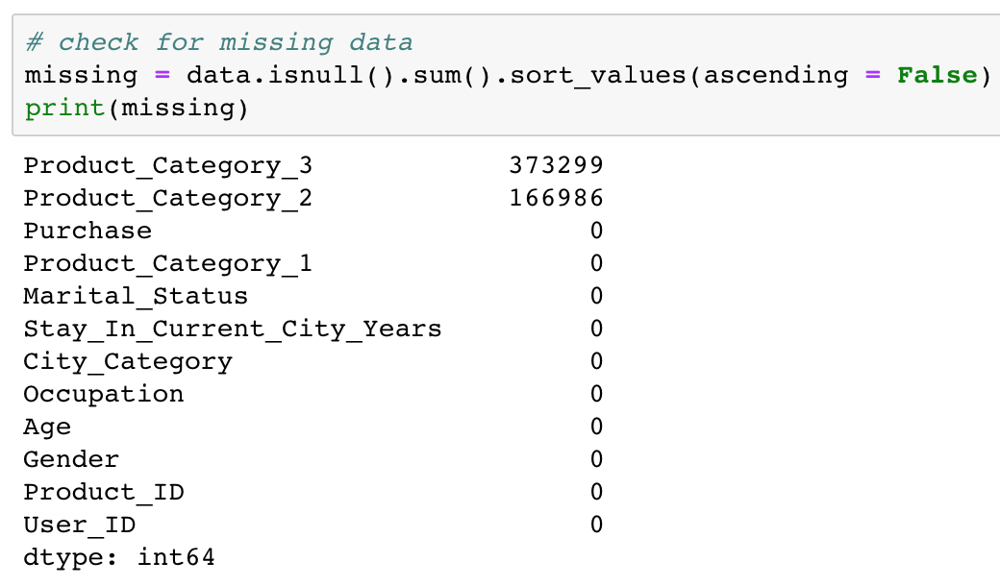 # check for missing data
missing = data.isnull().sum().sort_values(ascending = False)
print(missing)
Product_Category_3 373299
Product_Category_2 166986
Purchase 0
Product_Category_1 0
Marital_Status 0
Stay_In_Current_City_Years 0
City_Category 0
Occupation 0
Age 0
Gender 0
Product_ID 0
User_ID 0
dtype: int64